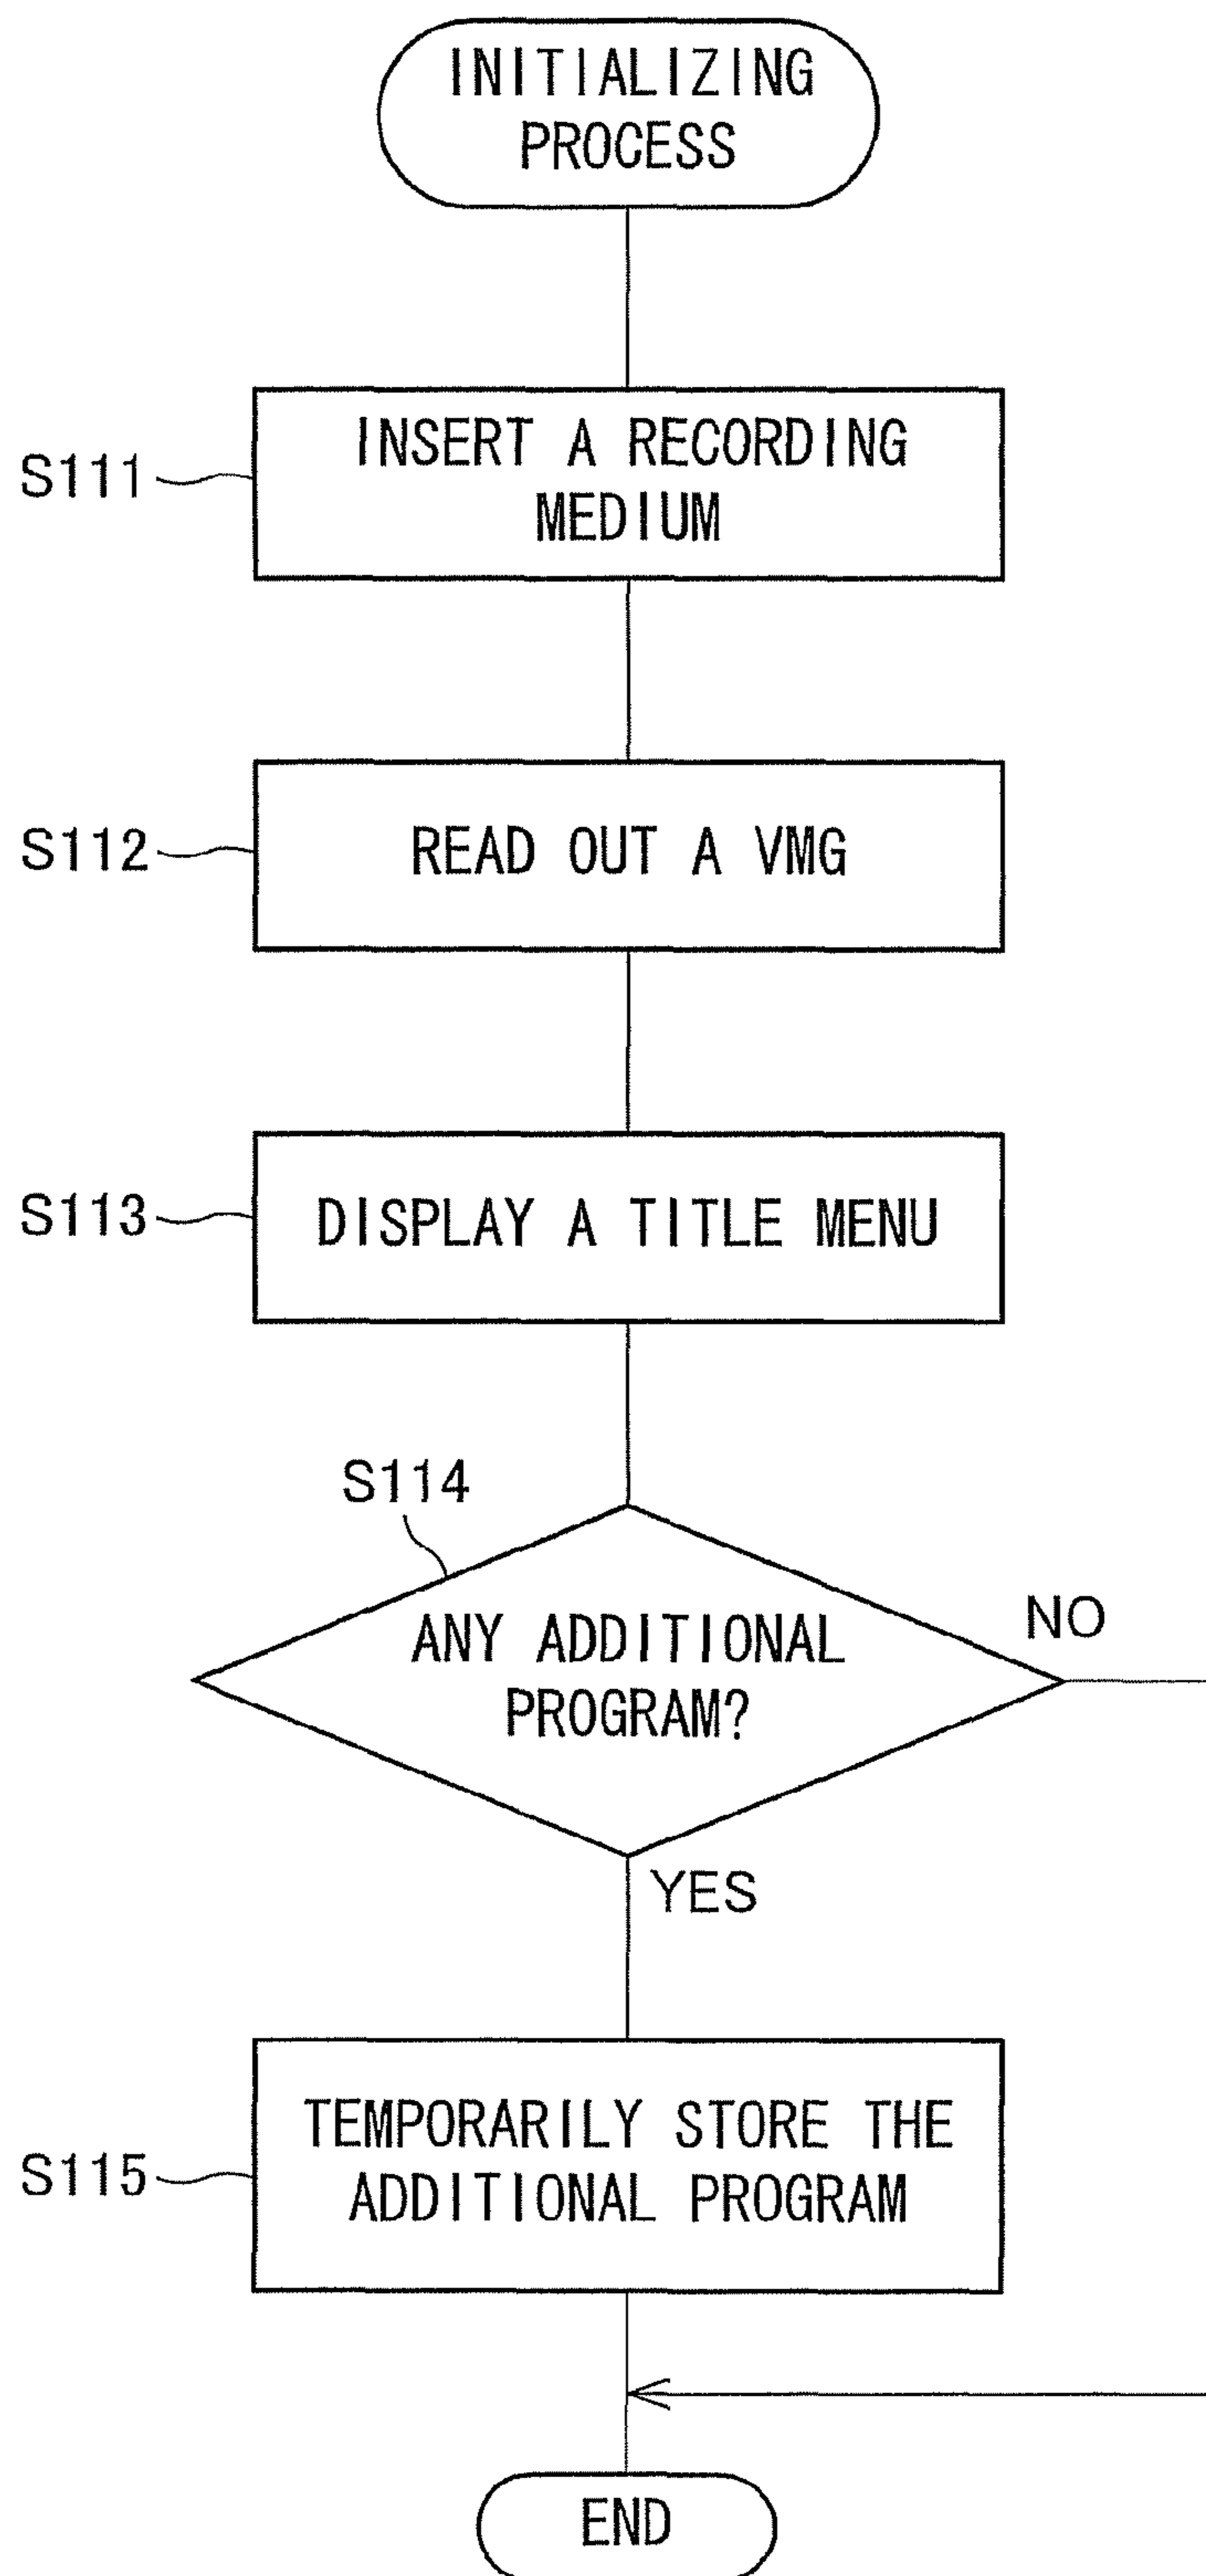 INITIALIZING
PROCESS
S111
INSERT A RECORDING
MEDIUM
S112
READ OUT A VMG
S113
DISPLAY A TITLE MENU
S114
ANY ADDITIONAL
PROGRAM?
NO
YES
S115
TEMPORARILY STORE THE
ADDITIONAL PROGRAM
END